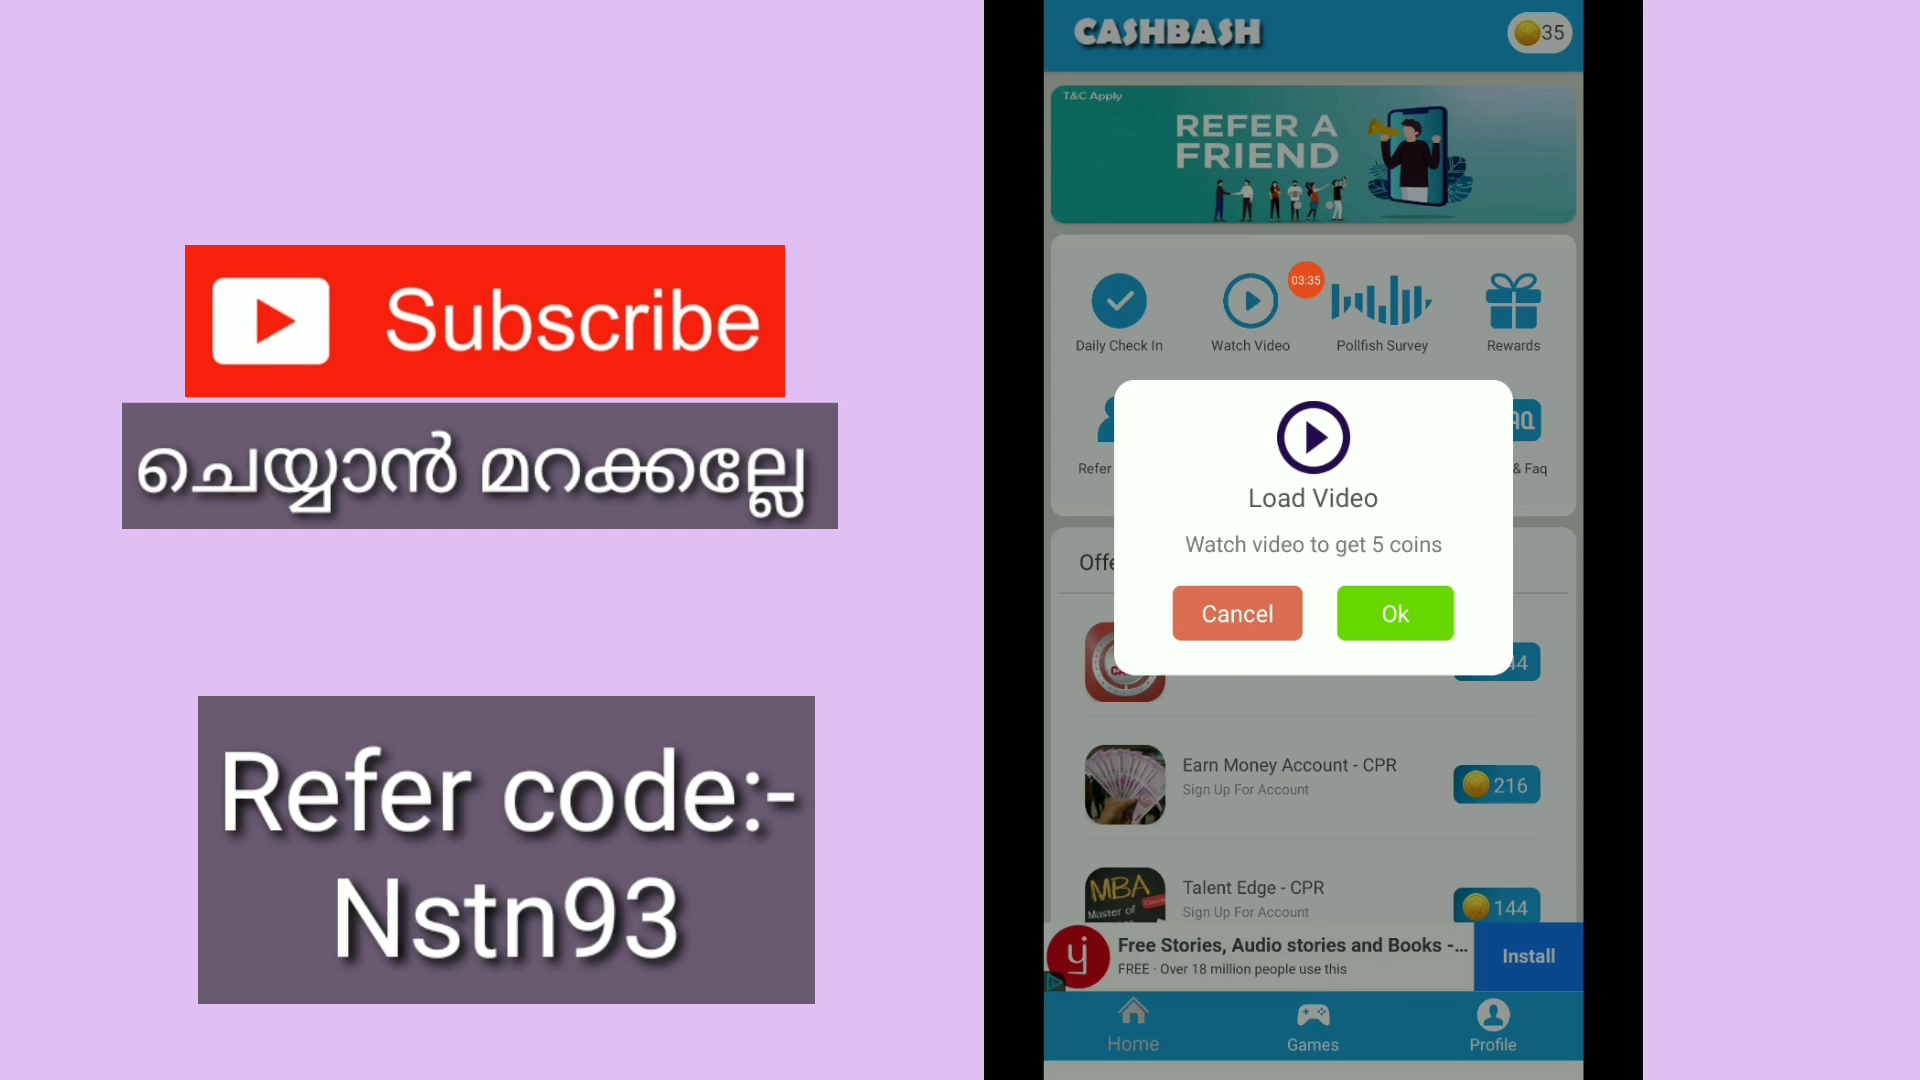 Subscribe
ചെയ്യാൻ മറക്കല്ലേ
Refer code:-
Nstn93
CASHBASH
35
T&C Apply
REFER A
FRIEND
03:35
Daily Check In
Watch Video
Pollfish Survey
Rewards
Refer
& Faq
Load Video
Watch video to get 5 coins
Cancel
Ok
Earn Money Account - CPR
Sign Up For Account
216
MBA
Master of
Talent Edge - CPR
Sign Up For Account
144
Free Stories, Audio stories and Books -...
FREE · Over 18 million people use this
Install
Home
Games
Profile